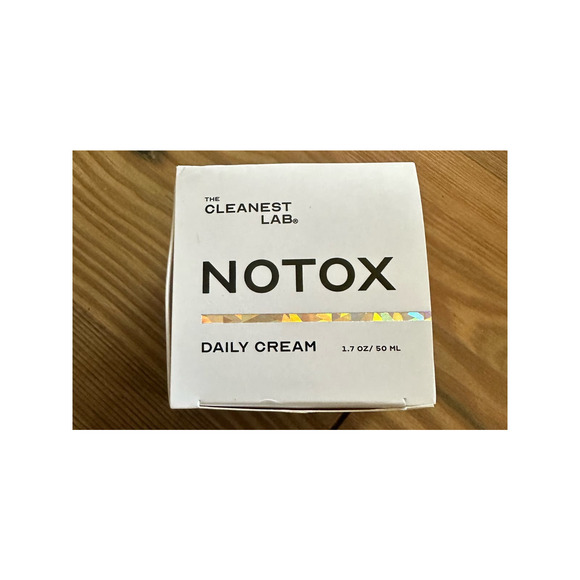 THE
CLEANEST
LAB®
NOTOX
DAILY CREAM 1.7 OZ/ 50 ML